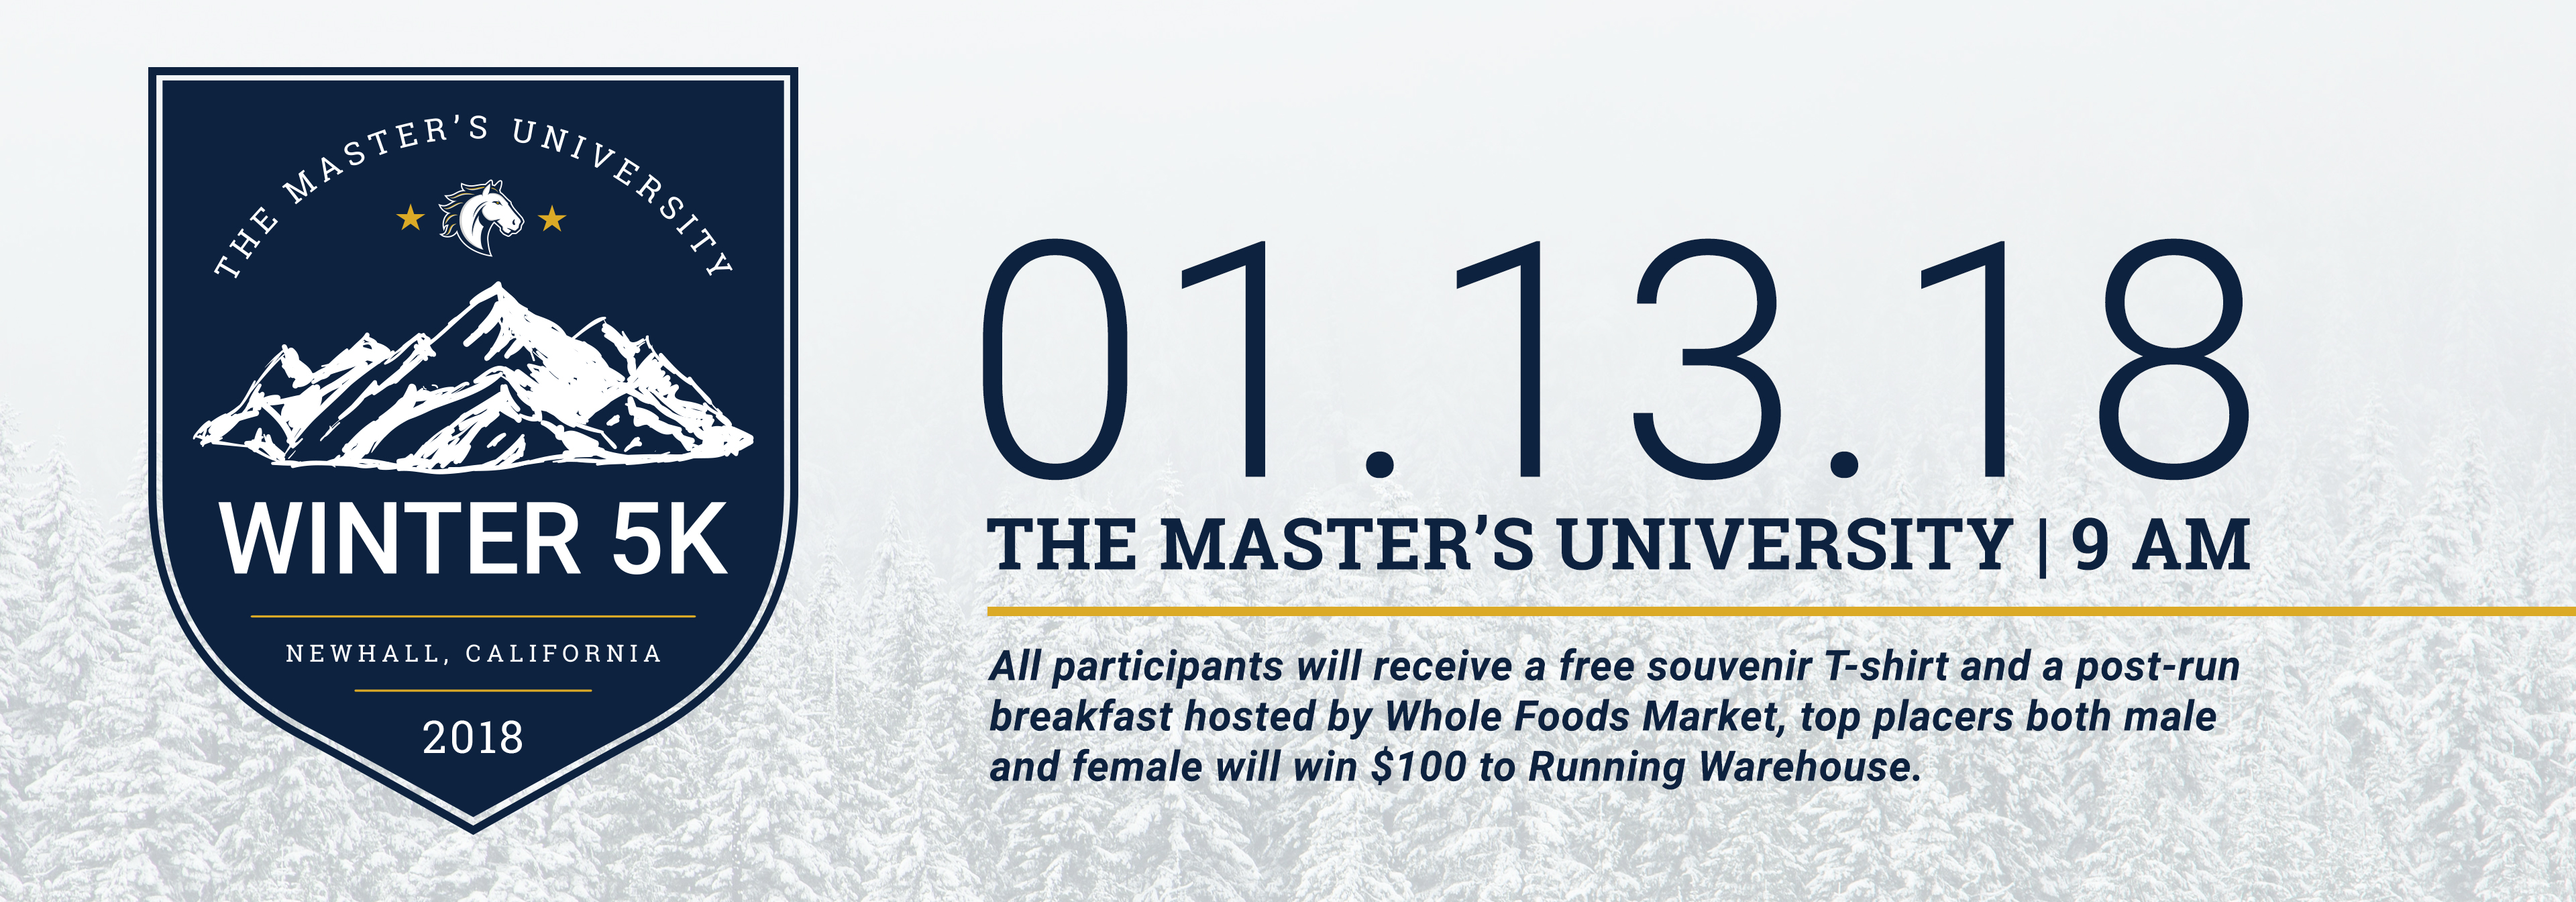 THE MASTER’S UNIVERSITY
WINTER 5K
NEWHALL, CALIFORNIA
2018
01.13.18
THE MASTER’S UNIVERSITY | 9 AM
All participants will receive a free souvenir T-shirt and a post-run
breakfast hosted by Whole Foods Market, top placers both male
and female will win $100 to Running Warehouse.